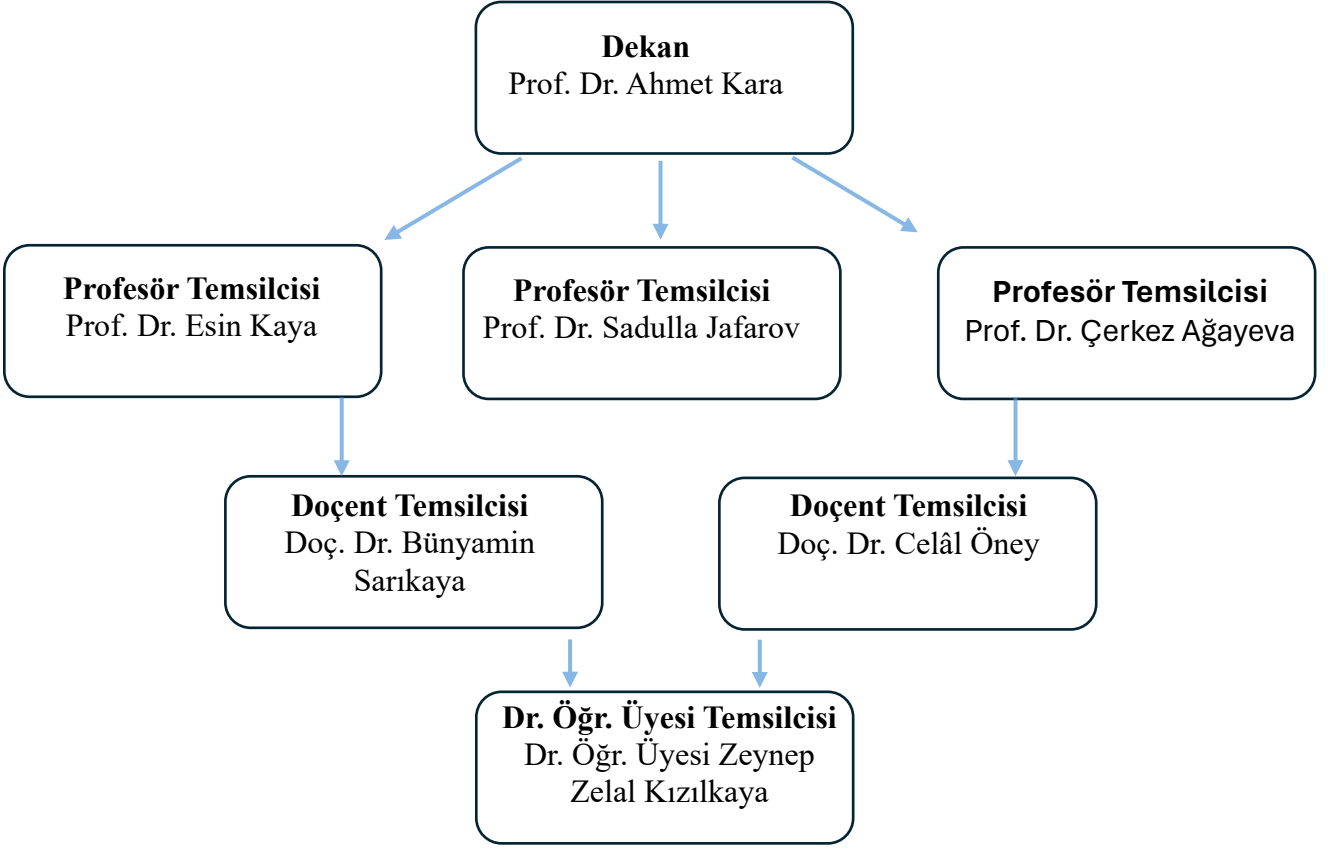 Dekan
Prof. Dr. Ahmet Kara
Profesör Temsilcisi
Prof. Dr. Esin Kaya
Profesör Temsilcisi
Prof. Dr. Sadulla Jafarov
Profesör Temsilcisi
Prof. Dr. Çerkez Ağayeva
Doçent Temsilcisi
Doç. Dr. Bünyamin
Sarıkaya
Doçent Temsilcisi
Doç. Dr. Celâl Öney
Dr. Öğr. Üyesi Temsilcisi
Dr. Öğr. Üyesi Zeynep
Zelal Kızılkaya